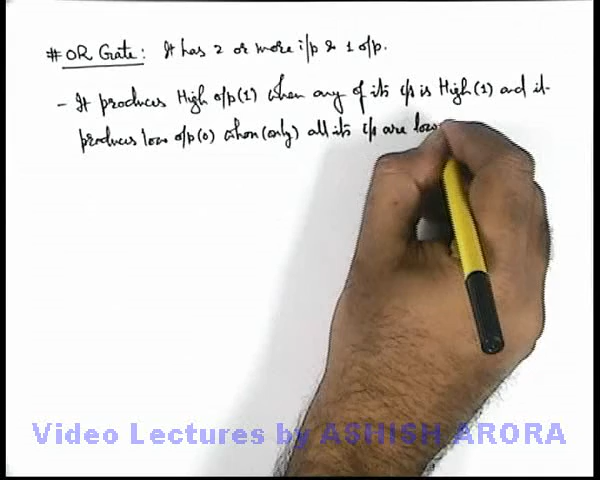 # OR Gate: It has 2 or more i/p & 1 o/p.
- It produces High o/p(1) when any of its i/p is High(1) and it
produces low o/p(0) when(only) all its i/p are low
Video Lectures by ASHISH ARORA